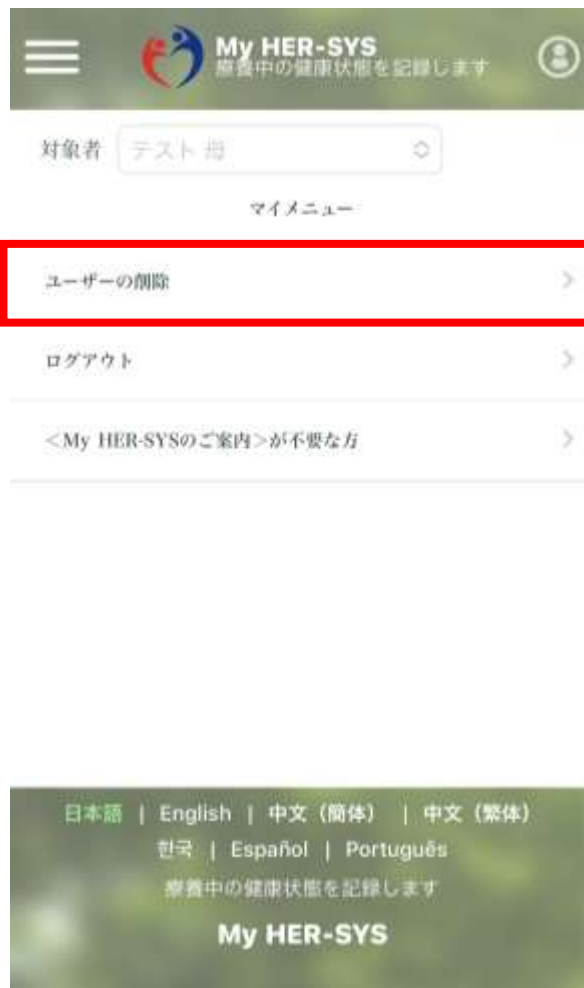 My HER-SYS
療養中の健康状態を記録します
対象者 テスト 母
マイメニュー
ユーザーの削除
ログアウト
＜My HER-SYSのご案内＞が不要な方
日本語 | English | 中文（簡体） | 中文（繁体）
한국 | Español | Português
療養中の健康状態を記録します
My HER-SYS